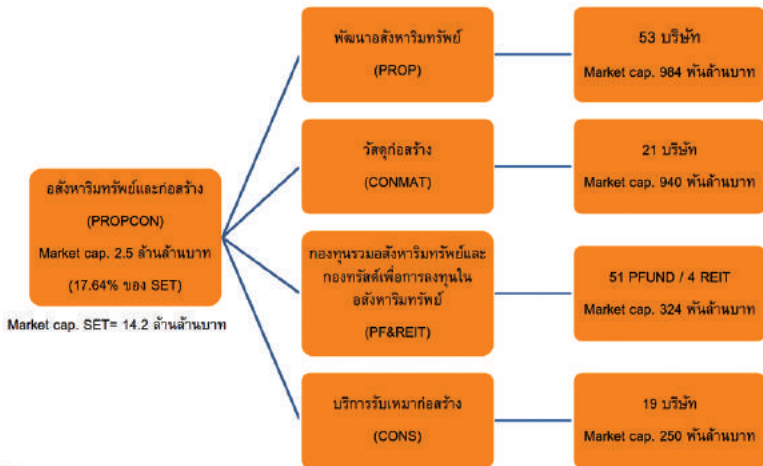 พัฒนาอสังหาริมทรัพย์
(PROP)
53 บริษัท
Market cap. 984 พันล้านบาท
วัสดุก่อสร้าง
(CONMAT)
21 บริษัท
Market cap. 940 พันล้านบาท
อสังหาริมทรัพย์และก่อสร้าง
(PROPCON)
Market cap. 2.5 ล้านล้านบาท
(17.64% ของ SET)
Market cap. SET= 14.2 ล้านล้านบาท
กองทุนรวมอสังหาริมทรัพย์และ
กองทรัสต์เพื่อการลงทุนใน
อสังหาริมทรัพย์
(PF&REIT)
51 PFUND / 4 REIT
Market cap. 324 พันล้านบาท
บริการรับเหมาก่อสร้าง
(CONS)
19 บริษัท
Market cap. 250 พันล้านบาท